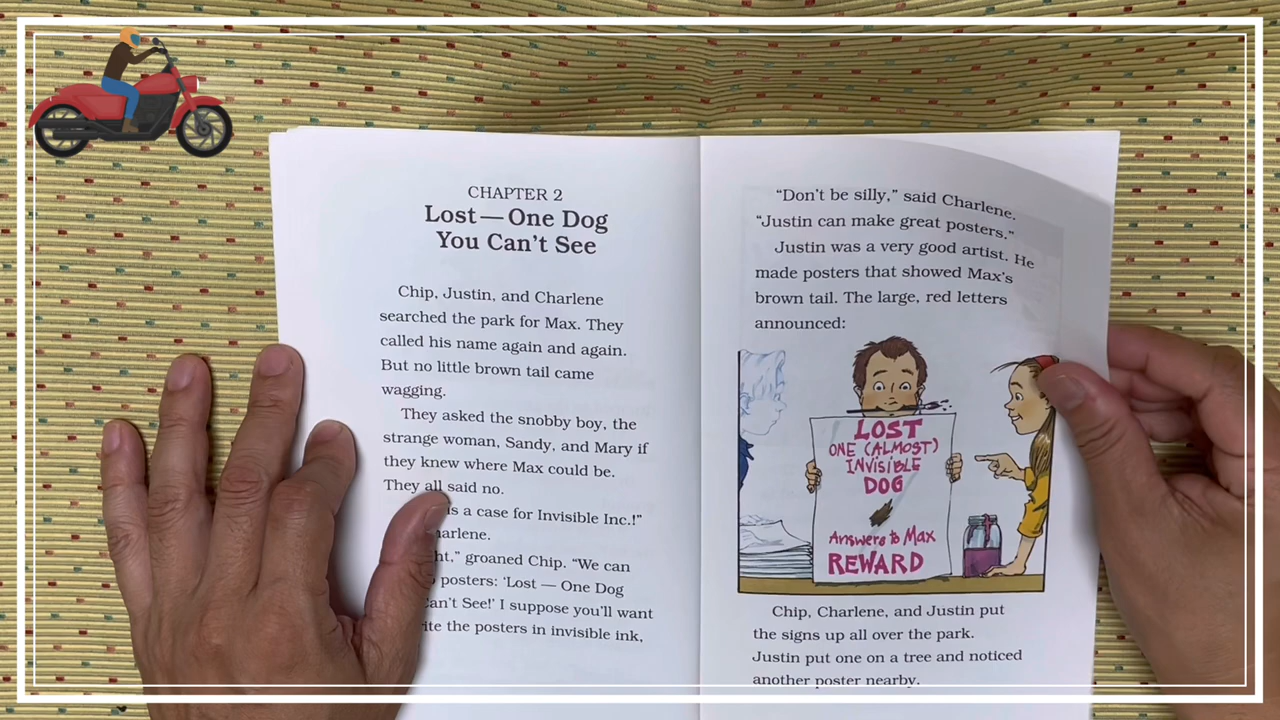 CHAPTER 2
Lost — One Dog
You Can't See
Chip, Justin, and Charlene
searched the park for Max. They
called his name again and again.
But no little brown tail came
wagging.
They asked the snobby boy, the
strange woman, Sandy, and Mary if
they knew where Max could be.
They all said no.
is a case for Invisible Inc.!"
harlene.
ht," groaned Chip. "We can
posters: 'Lost — One Dog
Can't See!' I suppose you'll want
ite the posters in invisible ink,
"Don't be silly," said Charlene.
"Justin can make great posters."
Justin was a very good artist. He
made posters that showed Max's
brown tail. The large, red letters
announced:
LOST
ONE (ALMOST)
INVISIBLE
DOG
Answers to Max
REWARD
Chip, Charlene, and Justin put
the signs up all over the park.
Justin put one on a tree and noticed
another poster nearby.